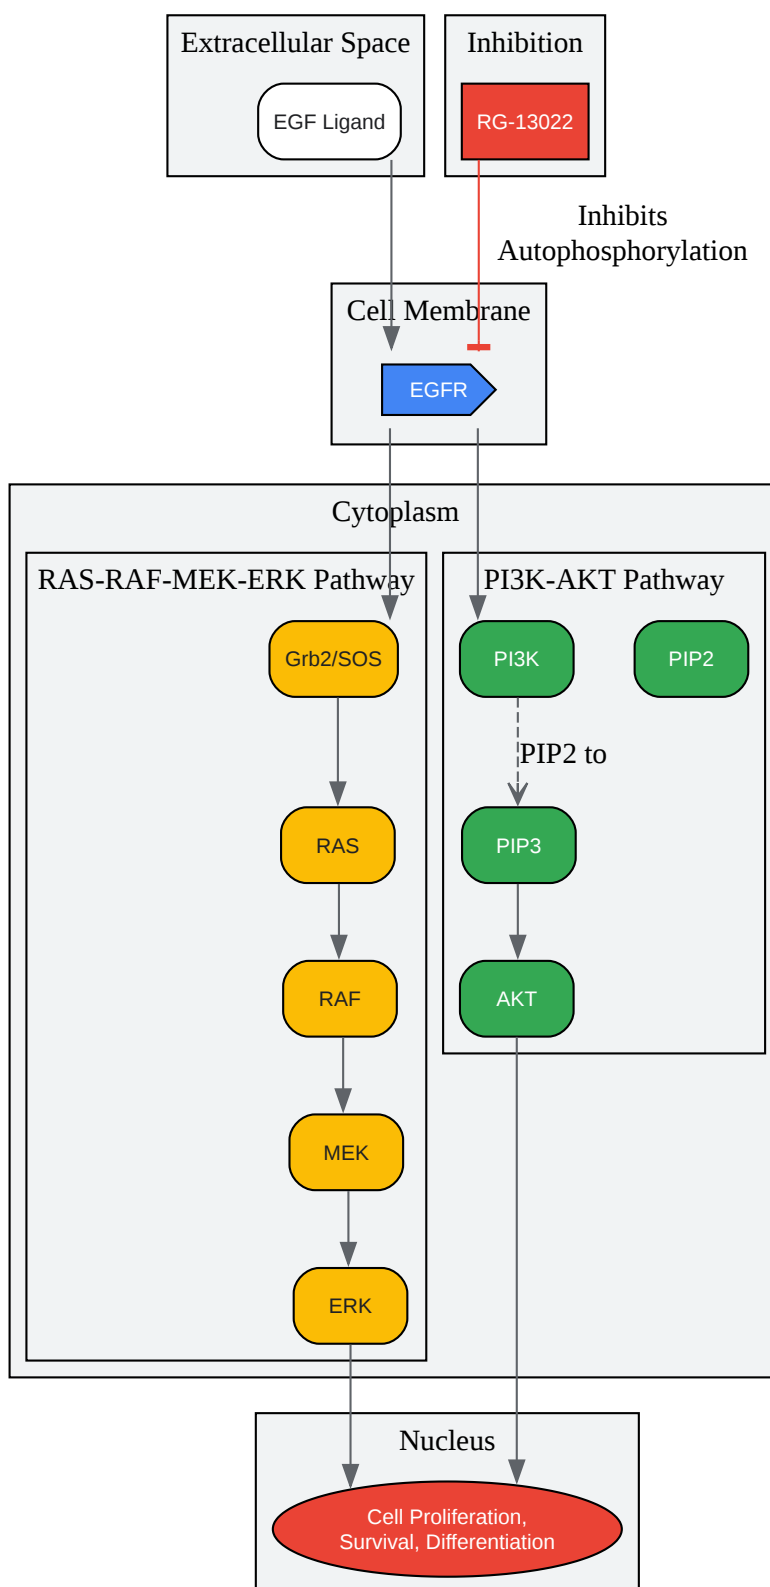 Extracellular Space
Inhibition
EGF Ligand
RG-13022
Inhibits
Autophosphorylation
Cell Membrane
EGFR
Cytoplasm
RAS-RAF-MEK-ERK Pathway
PI3K-AKT Pathway
Grb2/SOS
PI3K
PIP2
PIP2 to
RAS
PIP3
RAF
AKT
MEK
ERK
Nucleus
Cell Proliferation,
Survival, Differentiation